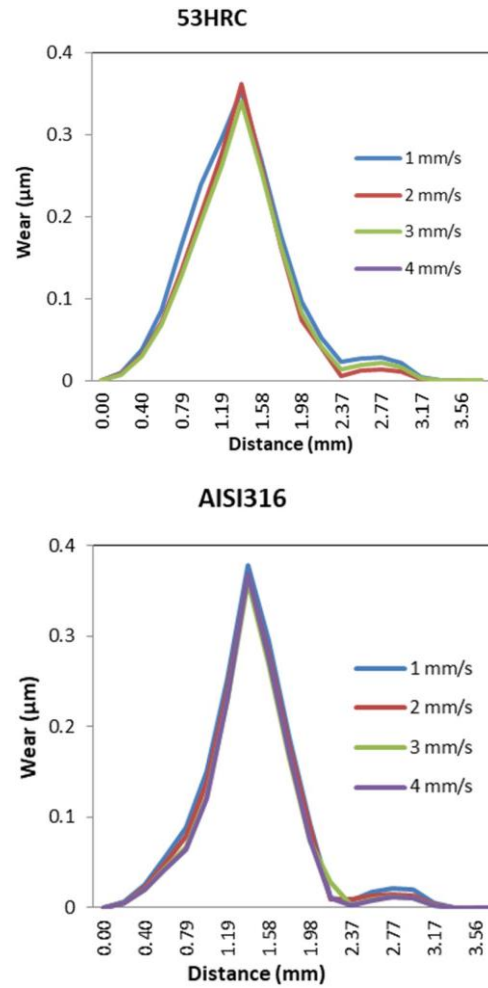 53HRC
0.4
0.3
0.2
0.1
0
Wear (µm)
1 mm/s
2 mm/s
3 mm/s
4 mm/s
0.00
0.40
0.79
1.19
1.58
1.98
2.37
2.77
3.17
3.56
Distance (mm)
AISI316
0.4
0.3
0.2
0.1
0
Wear (µm)
1 mm/s
2 mm/s
3 mm/s
4 mm/s
0.00
0.40
0.79
1.19
1.58
1.98
2.37
2.77
3.17
3.56
Distance (mm)